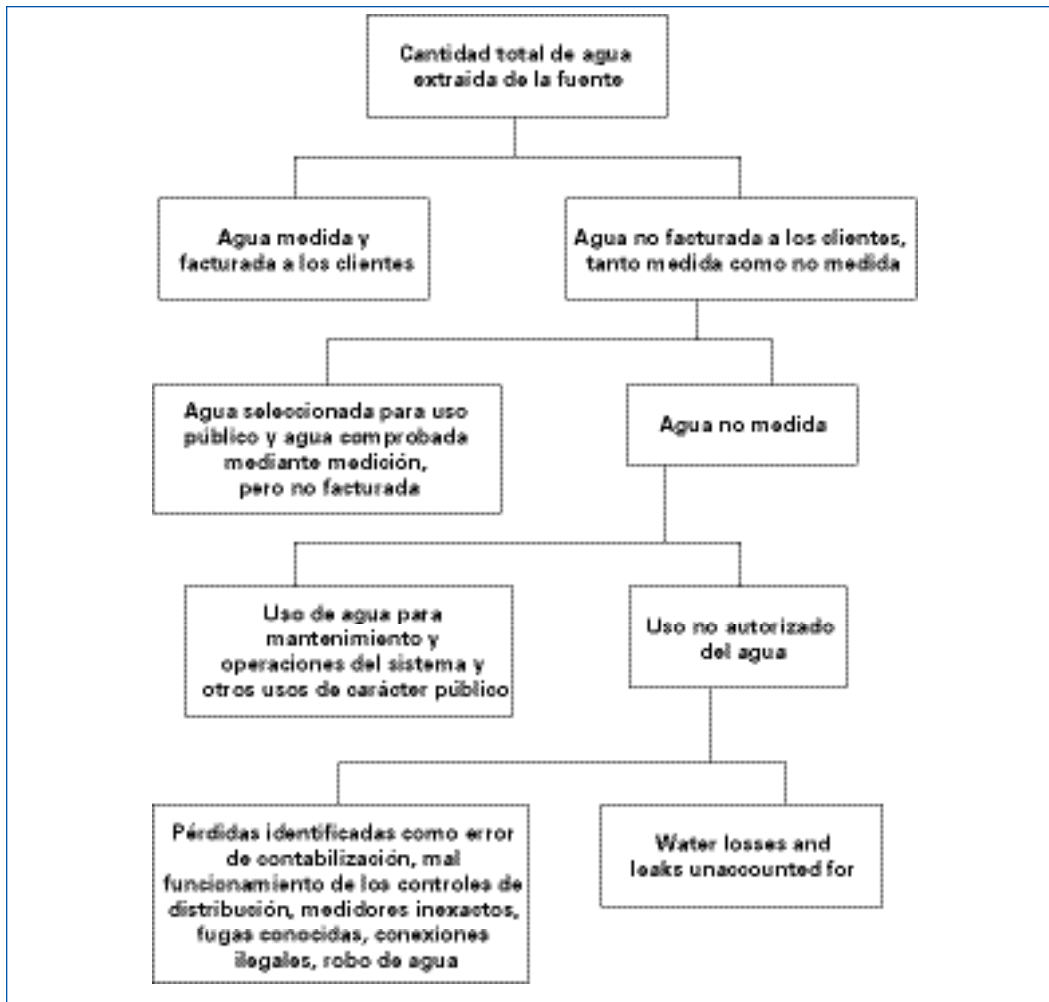 Cantidad total de agua
extraida de la fuente
Agua medida y
facturada a los clientes
Agua no facturada a los clientes,
tanto medida como no medida
Agua seleccionada para uso
público y agua comprobada
mediante medición,
pero no facturada
Agua no medida
Uso de agua para
mantenimiento y
operaciones del sistema y
otros usos de carácter público
Uso no autorizado
del agua
Pérdidas identificadas como error
de contabilización, mal
funcionamiento de los controles de
distribución, medidores inexactos,
fugas conocidas, conexiones
ilegales, robo de agua
Water losses and
leaks unaccounted for